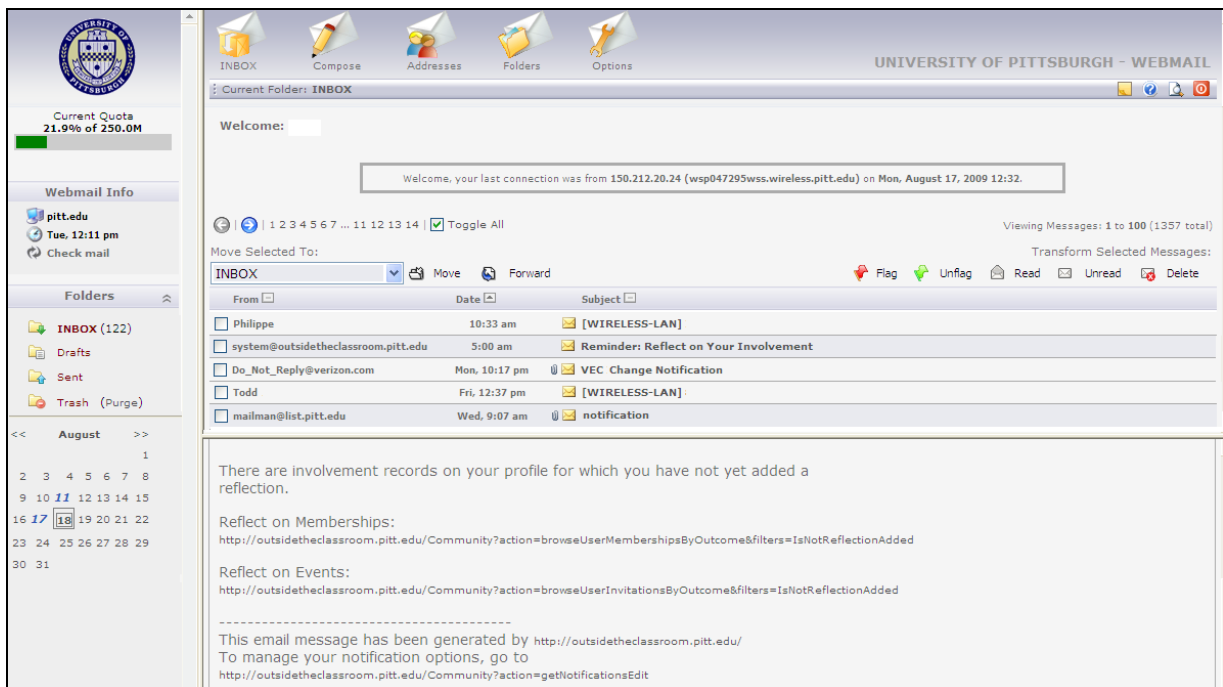 UNIVERSITY OF PITTSBURGH
Current Quota
21.9% of 250.0M
Webmail Info
pitt.edu
Tue, 12:11 pm
Check mail
Folders
INBOX (122)
Drafts
Sent
Trash (Purge)
<< August >>
1
2 3 4 5 6 7 8
9 10 11 12 13 14 15
16 17 18 19 20 21 22
23 24 25 26 27 28 29
30 31
INBOX Compose Addresses Folders Options
UNIVERSITY OF PITTSBURGH - WEBMAIL
Current Folder: INBOX
Welcome:
Welcome, your last connection was from 150.212.20.24 (wsp047295wss.wireless.pitt.edu) on Mon, August 17, 2009 12:32.
| 1 2 3 4 5 6 7 ... 11 12 13 14 | Toggle All
Viewing Messages: 1 to 100 (1357 total)
Move Selected To:
Transform Selected Messages:
INBOX Move Forward
Flag Unflag Read Unread Delete
From Date Subject
Philippe 10:33 am [WIRELESS-LAN]
system@outsidetheclassroom.pitt.edu 5:00 am Reminder: Reflect on Your Involvement
Do_Not_Reply@verizon.com Mon, 10:17 pm VEC Change Notification
Todd Fri, 12:37 pm [WIRELESS-LAN]
mailman@list.pitt.edu Wed, 9:07 am notification
There are involvement records on your profile for which you have not yet added a
reflection.
Reflect on Memberships:
http://outsidetheclassroom.pitt.edu/Community?action=browseUserMembershipsByOutcome&filters=IsNotReflectionAdded
Reflect on Events:
http://outsidetheclassroom.pitt.edu/Community?action=browseUserInvitationsByOutcome&filters=IsNotReflectionAdded
-----------------------------------------
This email message has been generated by http://outsidetheclassroom.pitt.edu/
To manage your notification options, go to
http://outsidetheclassroom.pitt.edu/Community?action=getNotificationsEdit